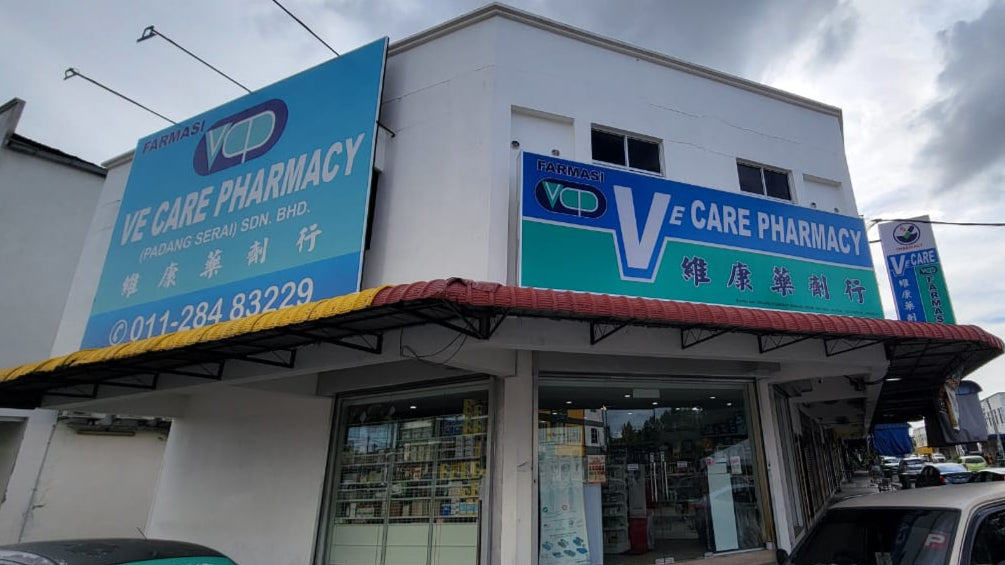 FARMASI
VCP
VE CARE PHARMACY
(PADANG SERAI) SDN. BHD.
維康藥劑行
011-284 83229
FARMASI
VCP
VE CARE PHARMACY
維康藥劑行
PHARMACY
VE CARE
維康藥劑
FARMASI
P